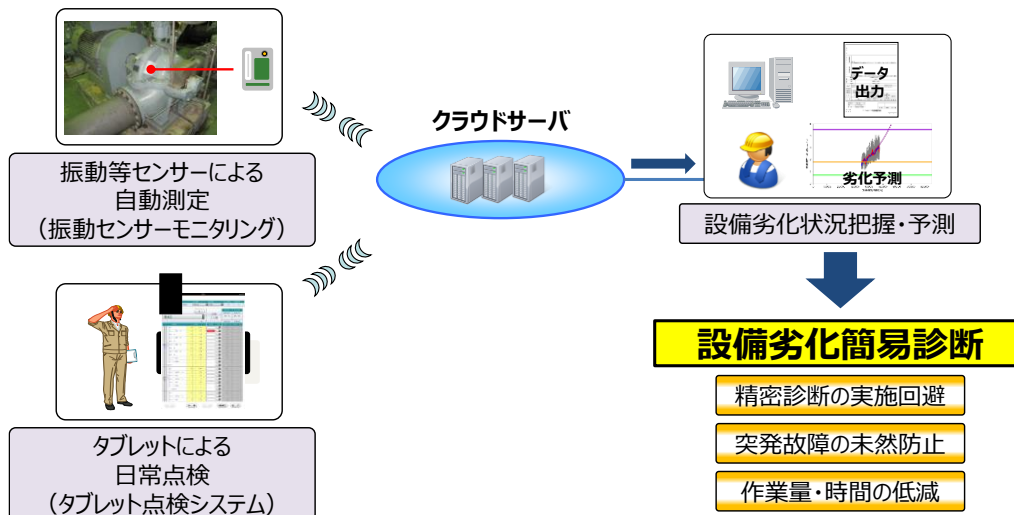 振動等センサーによる
自動測定
（振動センサーモニタリング）
タブレットによる
日常点検
（タブレット点検システム）
クラウドサーバ
データ
出力
劣化予測
設備劣化状況把握・予測
設備劣化簡易診断
精密診断の実施回避
突発故障の未然防止
作業量・時間の低減